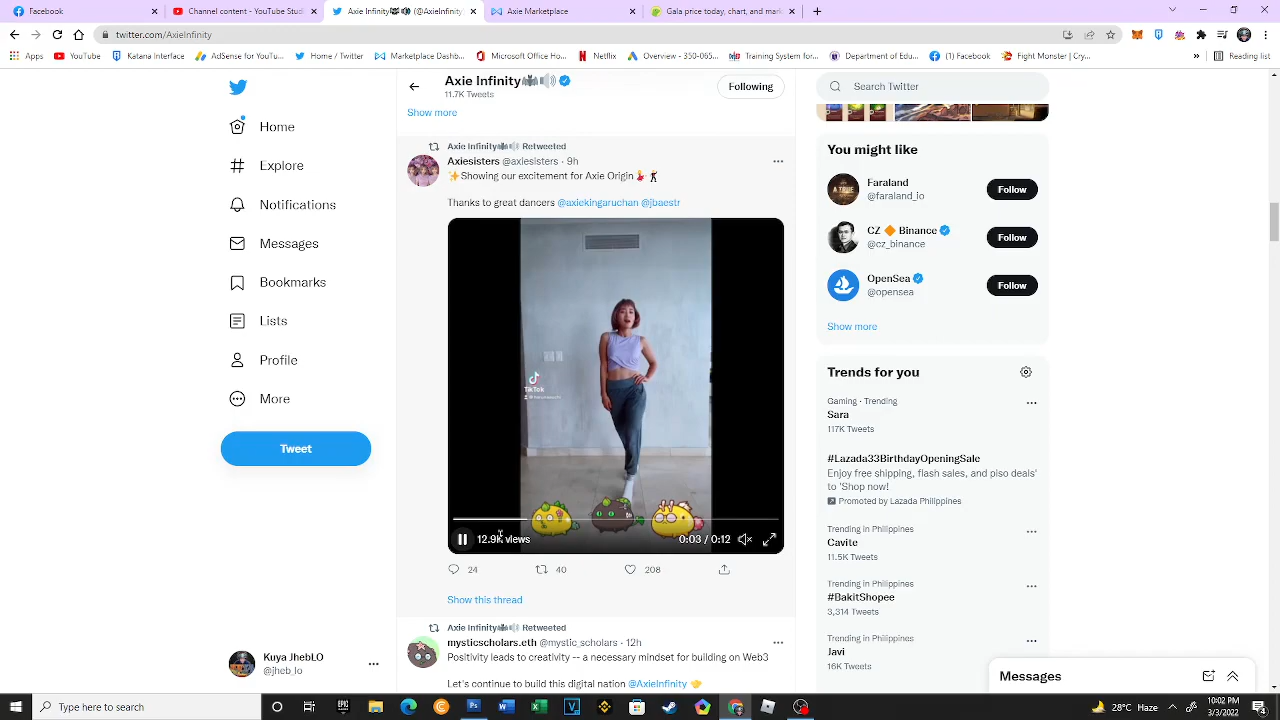 Facebook
Channel content - YouTube Studi
Axie Infinity (@AxieInfinity)
Axie Marketplace
Gala price today, chart, and mark
twitter.com/AxieInfinity
Apps
YouTube
Katana Interface
AdSense for YouTu...
Home / Twitter
Marketplace Dashb...
Microsoft Office Ho...
Netflix
Overview - 350-065...
Training System for...
Department of Edu...
(1) Facebook
Fight Monster | Cry...
»
Reading list
Axie Infinity
11.7K Tweets
Following
Search Twitter
Show more
Home
Explore
Notifications
Messages
Bookmarks
Lists
Profile
More
Tweet
Kuya JhebLO
@jheb_lo
Axie Infinity Retweeted
Axiesisters @axiesisters · 9h
Showing our excitement for Axie Origin
Thanks to great dancers @axiekingaruchan @jbaestr
TikTok
12.9K views
0:03 / 0:12
24
40
208
Show this thread
Axie Infinity Retweeted
mysticscholars.eth @mystic_scholars · 12h
Positivity leads to creativity -- a necessary mindset for building on Web3
Let's continue to build this digital nation @AxieInfinity
You might like
Faraland
@faraland_io
Follow
CZ Binance
@cz_binance
Follow
OpenSea
@opensea
Follow
Show more
Trends for you
Gaming · Trending
Sara
117K Tweets
#Lazada33BirthdayOpeningSale
Enjoy free shipping, flash sales, and piso deals'
to 'Shop now!
Promoted by Lazada Philippines
Trending in Philippines
Cavite
11.5K Tweets
Trending in Philippines
#BakitShopee
3,314 Tweets
Trending in Philippines
Javi
16K Tweets
Messages
Type here to search
28°C Haze
10:02 PM
3/3/2022